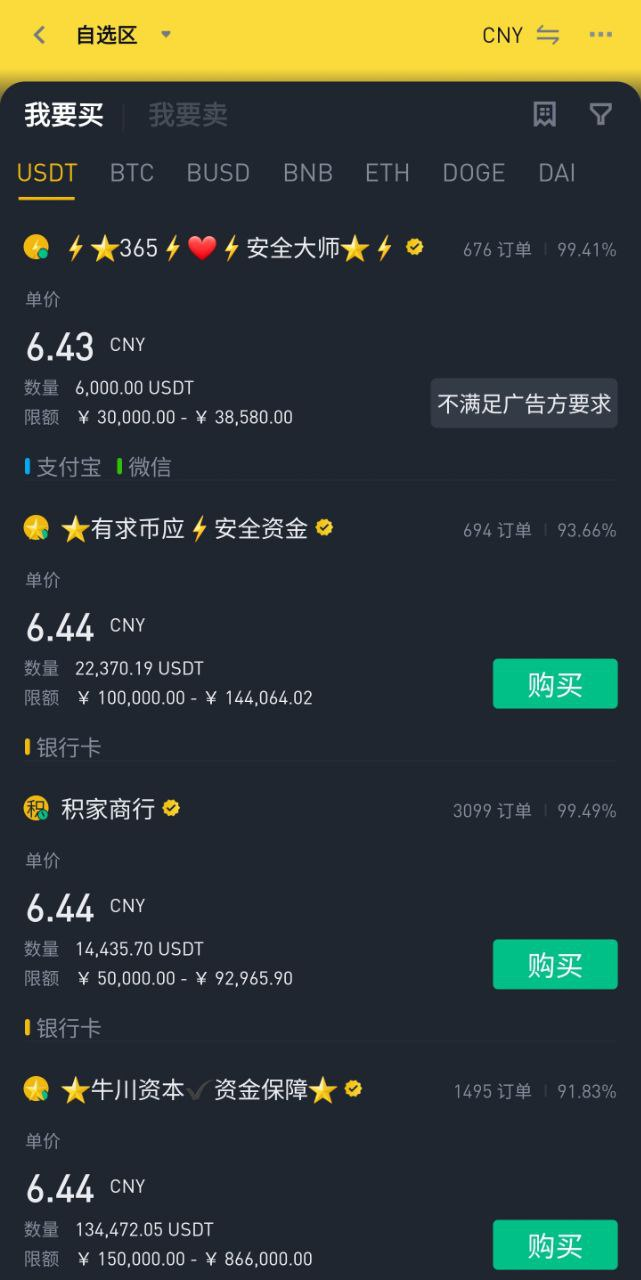 自选区 CNY
我要买 我要卖
USDT BTC BUSD BNB ETH DOGE DAI
⚡⭐365⚡❤️⚡安全大师⭐⚡ 676 订单 | 99.41%
单价
6.43 CNY
数量 6,000.00 USDT
限额 ¥ 30,000.00 - ¥ 38,580.00
不满足广告方要求
支付宝 微信
⭐有求币应⚡安全资金 694 订单 | 93.66%
单价
6.44 CNY
数量 22,370.19 USDT
限额 ¥ 100,000.00 - ¥ 144,064.02
购买
银行卡
积 积家商行 3099 订单 | 99.49%
单价
6.44 CNY
数量 14,435.70 USDT
限额 ¥ 50,000.00 - ¥ 92,965.90
购买
银行卡
⭐牛川资本✔️资金保障⭐ 1495 订单 | 91.83%
单价
6.44 CNY
数量 134,472.05 USDT
限额 ¥ 150,000.00 - ¥ 866,000.00
购买